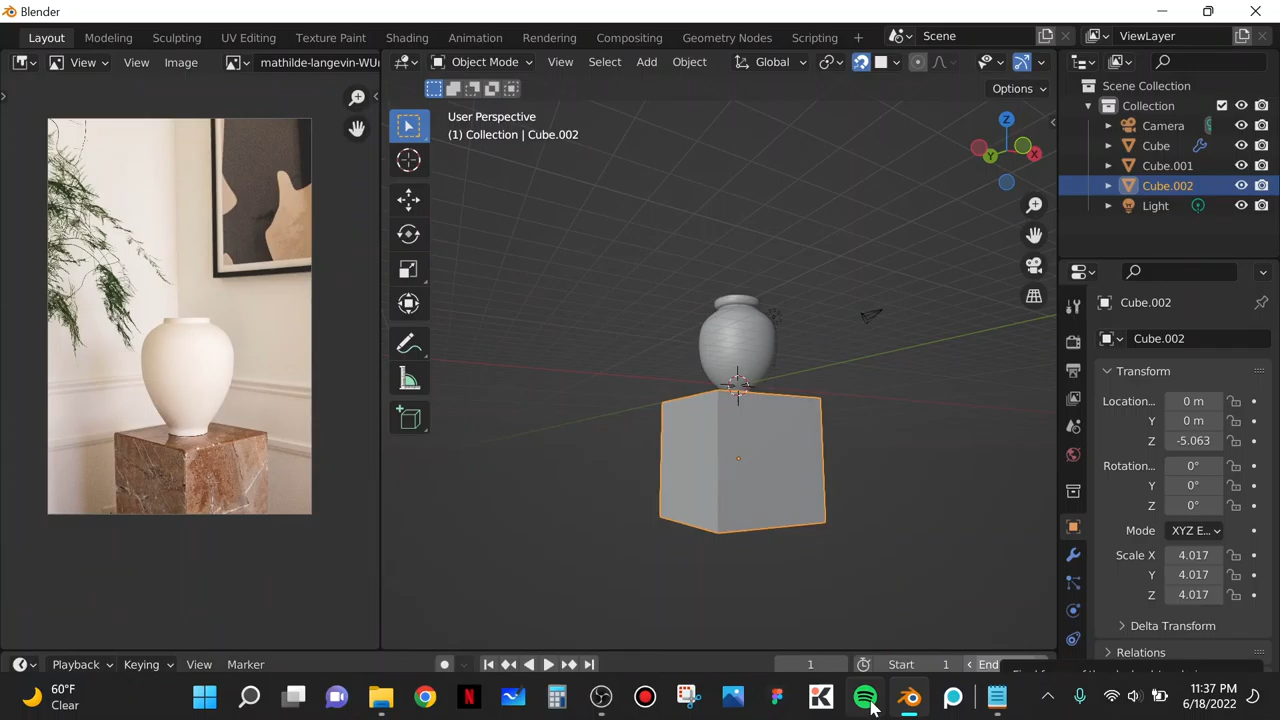 Blender
Layout Modeling Sculpting UV Editing Texture Paint Shading Animation Rendering Compositing Geometry Nodes Scripting + Scene ViewLayer
View View Image mathilde-langevin-WU Object Mode View Select Add Object Global
Options
User Perspective
(1) Collection | Cube.002
Z
X
Y
Scene Collection
Collection
Camera
Cube
Cube.001
Cube.002
Light
Cube.002
Cube.002
Transform
Location... 0 m
Y 0 m
Z -5.063
Rotation... 0°
Y 0°
Z 0°
Mode XYZ E...
Scale X 4.017
Y 4.017
Z 4.017
Delta Transform
Relations
Playback Keying View Marker 1 Start 1 End
60°F
Clear
N
K
11:37 PM
6/18/2022